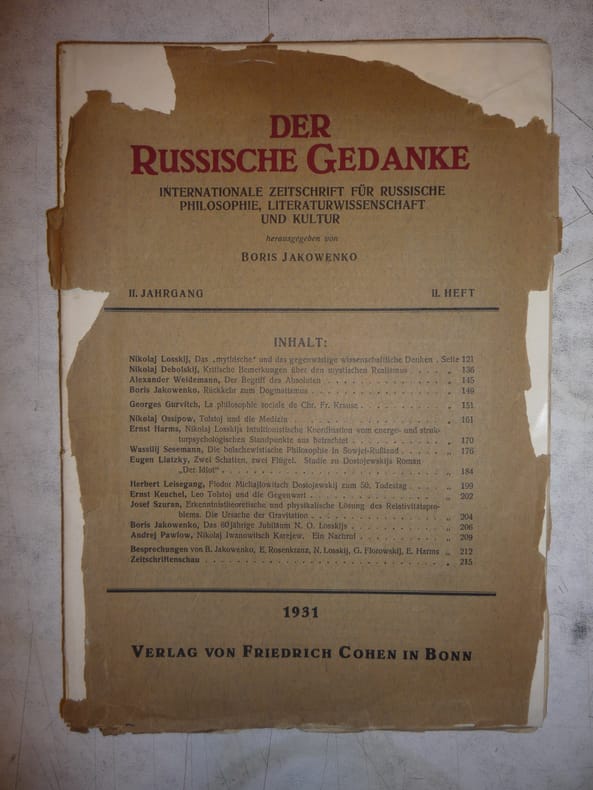 DER
RUSSISCHE GEDANKE
INTERNATIONALE ZEITSCHRIFT FÜR RUSSISCHE
PHILOSOPHIE, LITERATURWISSENSCHAFT
UND KULTUR
herausgegeben von
BORIS JAKOWENKO
II. JAHRGANG II. HEFT
INHALT:
Nikolaj Losskij, Das „mythische“ und das gegenwärtige wissenschaftliche Denken . Seite 121
Nikolaj Debolskij, Kritische Bemerkungen über den mystischen Realismus . . . . „ 136
Alexander Weidemann, Der Begriff des Absoluten . . . . „ 145
Boris Jakowenko, Rückkehr zum Dogmatismus . . . . „ 149
Georges Gurvitch, La philosophie sociale de Chr. Fr. Krause . . . . „ 151
Nikolaj Ossipow, Tolstoj und die Medizin . . . . „ 161
Ernst Harms, Nikolaj Losskijs intuitionistische Koordination vom energo- und struk-
turpsychologischen Standpunkte aus betrachtet . . . . „ 170
Wassilij Sesemann, Die bolschewistische Philosophie in Sowjet-Rußland . . . . „ 176
Eugen Liatzky, Zwei Schatten, zwei Flügel. Studie zu Dostojewskijs Roman
„Der Idiot“ . . . . „ 184
Herbert Leisegang, Fiodor Michajlowitsch Dostojewskij zum 50. Todestag . . . . „ 199
Ernst Keuchel, Leo Tolstoj und die Gegenwart . . . . „ 202
Josef Szuran, Erkenntnistheoretische und physikalische Lösung des Relativitätspro-
blems. Die Ursache der Gravitation . . . . „ 204
Boris Jakowenko, Das 60jährige Jubiläum N. O. Losskijs . . . . „ 206
Andrej Pawlow, Nikolaj Iwanowitsch Karejew. Ein Nachruf . . . . „ 209
Besprechungen von B. Jakowenko, E. Rosenkranz, N. Losskij, G. Florowskij, E. Harms „ 212
Zeitschriftenschau . . . . „ 215
1931
VERLAG VON FRIEDRICH COHEN IN BONN